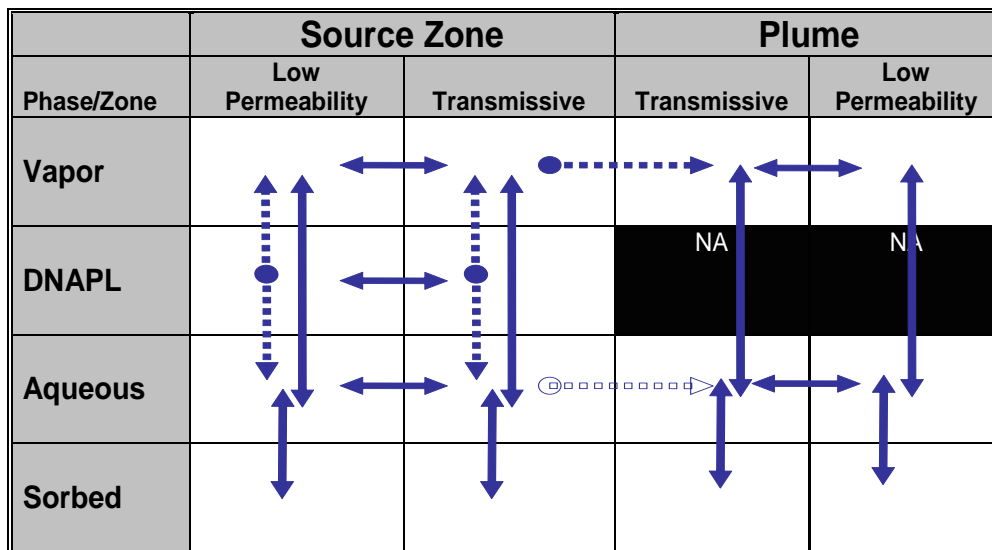 Source Zone Plume
Phase/Zone Low Permeability Transmissive Transmissive Low Permeability
Vapor
NA NA
DNAPL
Aqueous
Sorbed